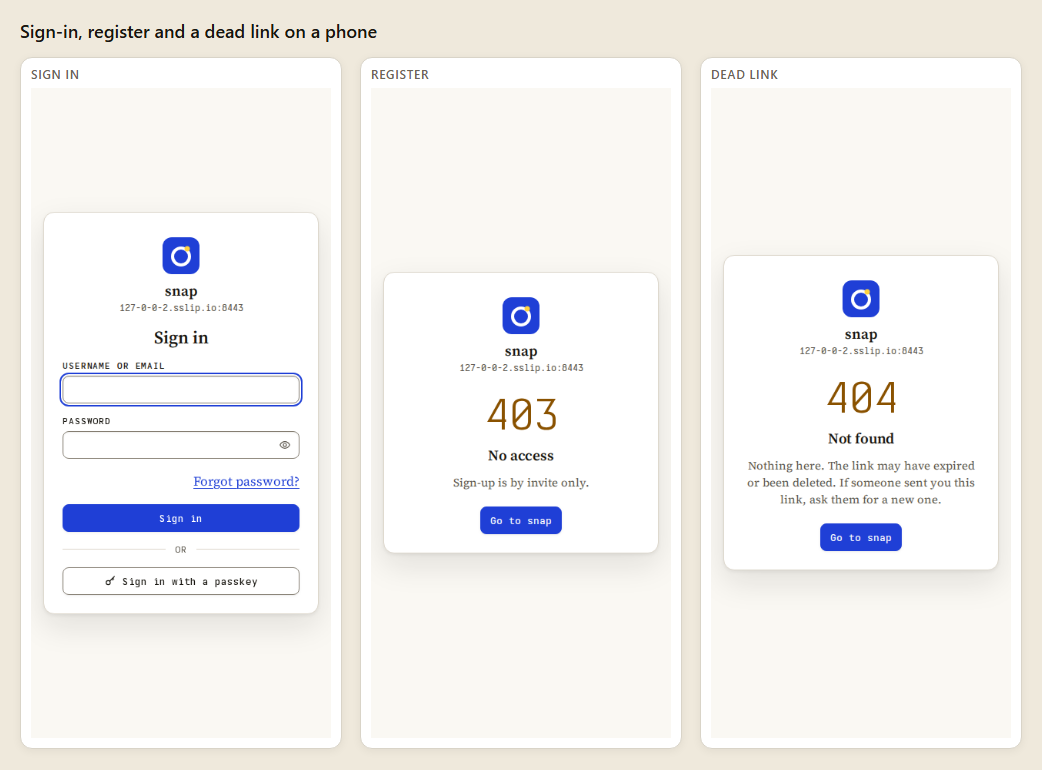 Sign-in, register and a dead link on a phone
SIGN IN
snap
127-0-0-2.sslip.io:8443
Sign in
USERNAME OR EMAIL
PASSWORD
Forgot password?
Sign in
OR
Sign in with a passkey
REGISTER
snap
127-0-0-2.sslip.io:8443
403
No access
Sign-up is by invite only.
Go to snap
DEAD LINK
snap
127-0-0-2.sslip.io:8443
404
Not found
Nothing here. The link may have expired
or been deleted. If someone sent you this
link, ask them for a new one.
Go to snap